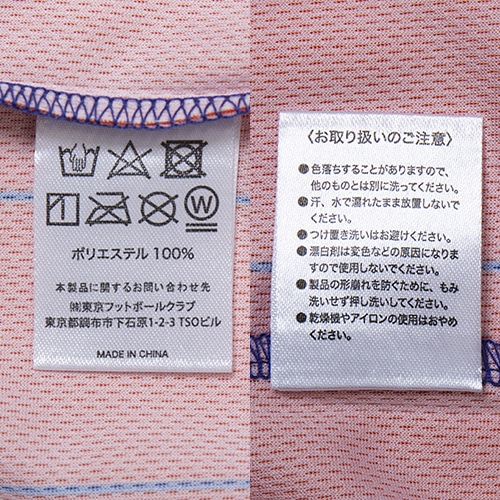 W
ポリエステル 100%
本製品に関するお問い合わせ先
㈱東京フットボールクラブ
東京都調布市下石原1-2-3 TSOビル
MADE IN CHINA
〈お取り扱いのご注意〉
●色落ちすることがありますので、
他のものとは別に洗ってください。
●汗、水で濡れたまま放置しないで
ください。
●つけ置き洗いはお避けください。
●漂白剤は変色などの原因になりま
すので使用しないでください。
●製品の形崩れを防ぐために、もみ
洗いせず押し洗いしてください。
●乾燥機やアイロンの使用はおやめ
ください。